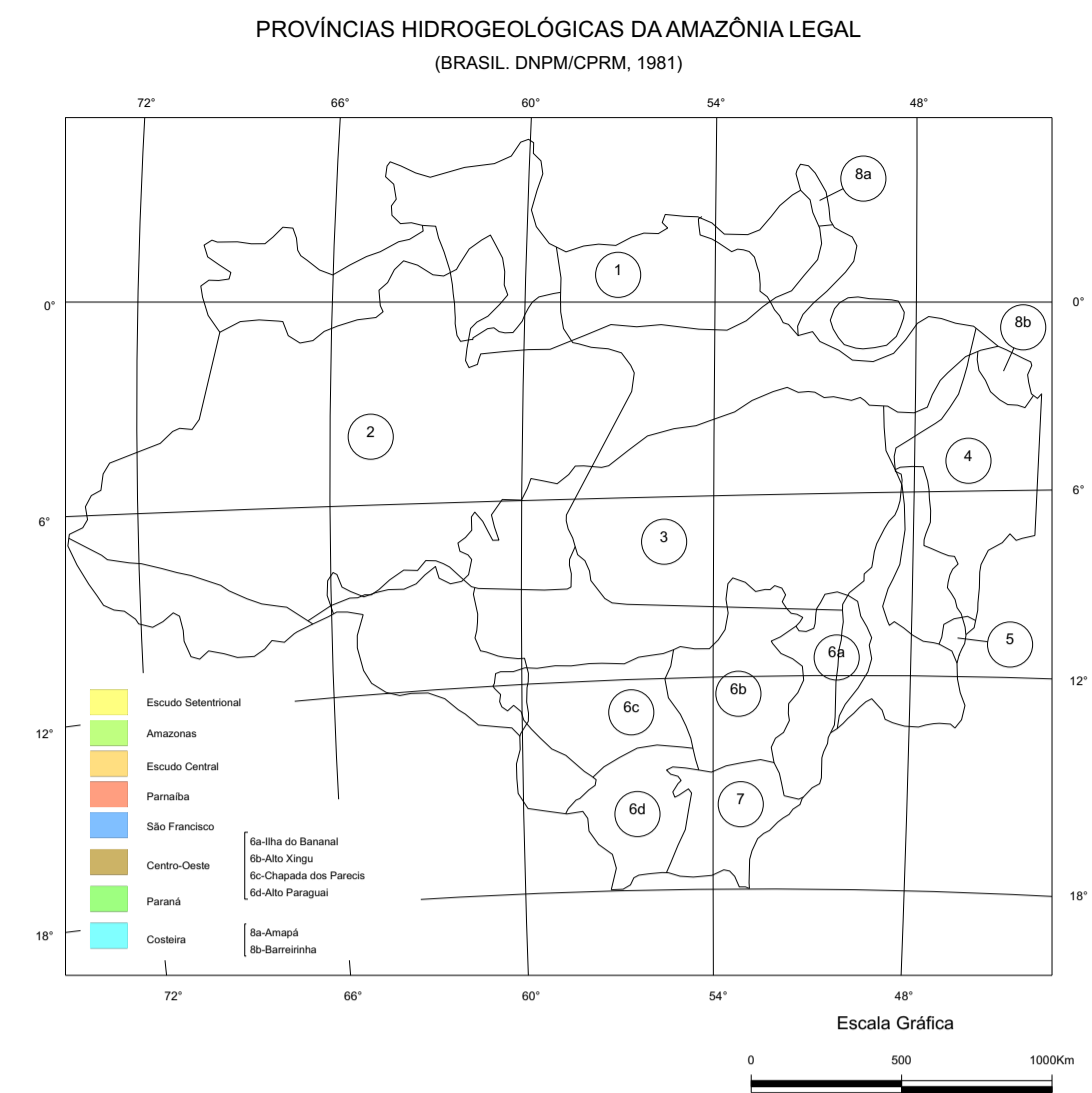 PROVÍNCIAS HIDROGEOLÓGICAS DA AMAZÔNIA LEGAL
(BRASIL. DNPM/CPRM, 1981)
72° 66° 60° 54° 48°
8a
1
0° 0°
8b
2
4
6° 6°
3
5
6a
6b
12° 12°
6c
7
6d
Escudo Setentrional
Amazonas
Escudo Central
Parnaíba
São Francisco
Centro-Oeste
6a-Ilha do Bananal
6b-Alto Xingu
6c-Chapada dos Parecis
6d-Alto Paraguai
Paraná
Costeira
8a-Amapá
8b-Barreirinha
18° 18°
72° 66° 60° 54° 48°
Escala Gráfica
0 500 1000Km